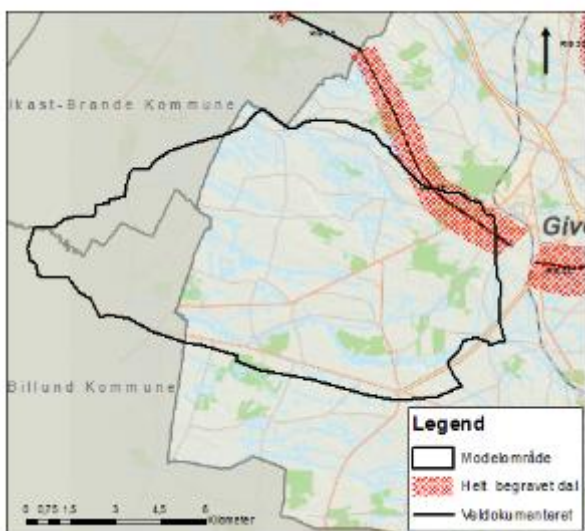 Ikast-Brande Kommune
Give
Billund Kommune
Legend
Modelområde
Helt begravet dal
Veldokumenteret
0 0,75 1,5 3 4,5 6
Kilometer